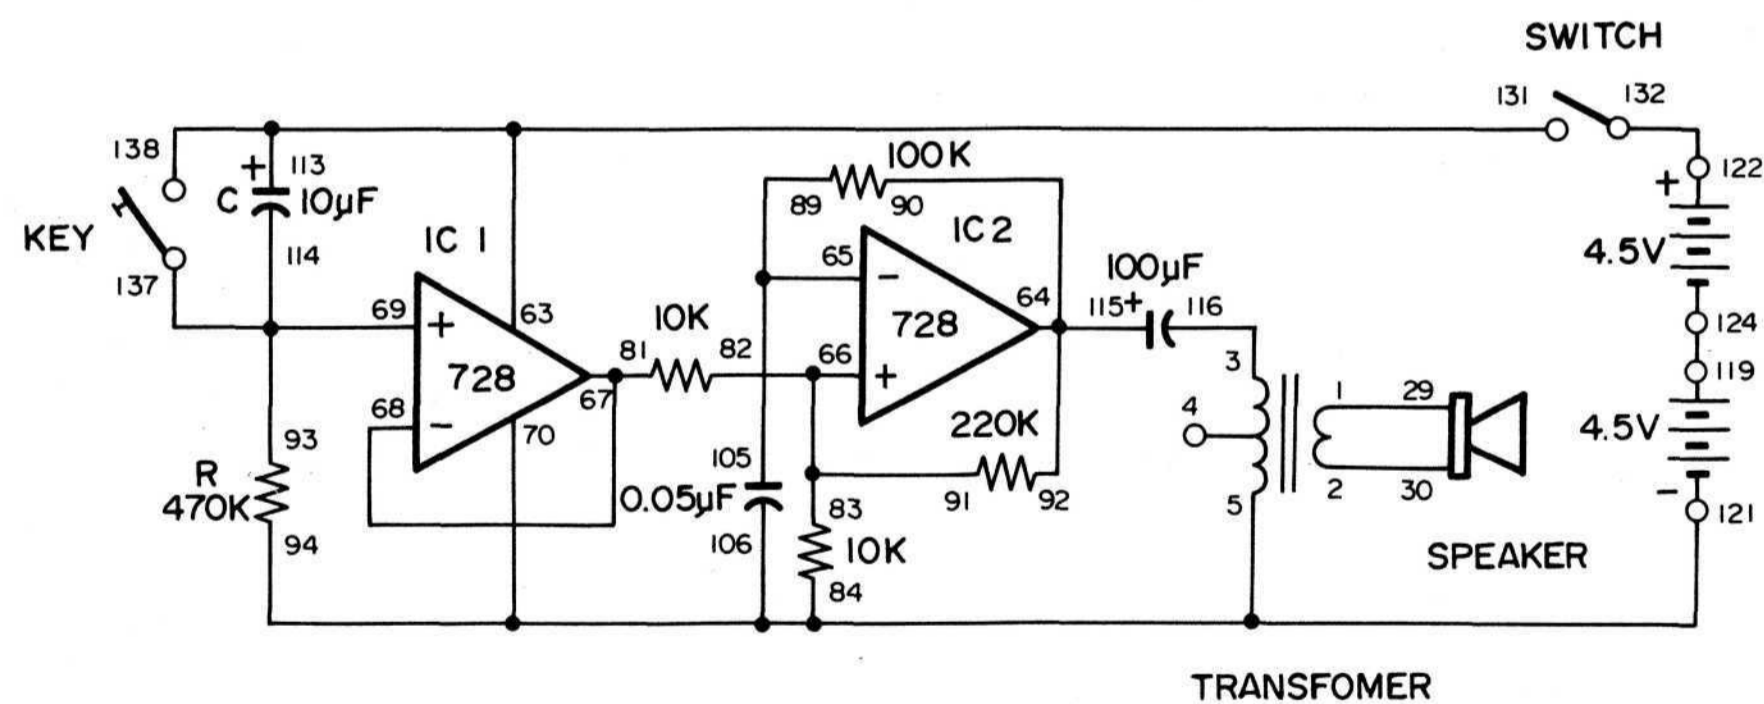 SWITCH
131
132
138
+
113
C
10µF
KEY
114
137
100K
89
90
122
+
4.5V
IC 1
IC 2
65
−
100µF
115+
116
64
728
69
+
63
10K
81
82
66
+
124
3
728
67
119
68
−
70
220K
4
1
29
4.5V
93
R
470K
105
0.05µF
91
92
5
2
30
−
121
94
106
83
10K
84
SPEAKER
TRANSFOMER